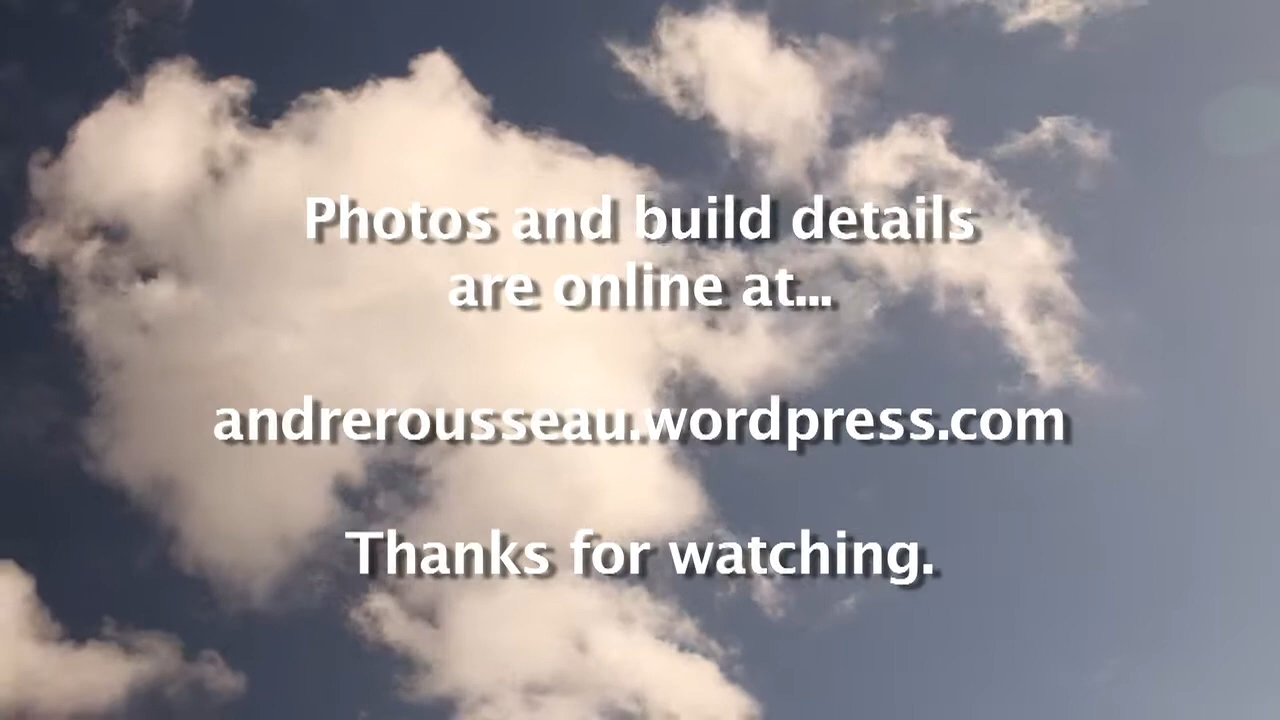 Photos and build details
are online at...
andrerousseau.wordpress.com
Thanks for watching.